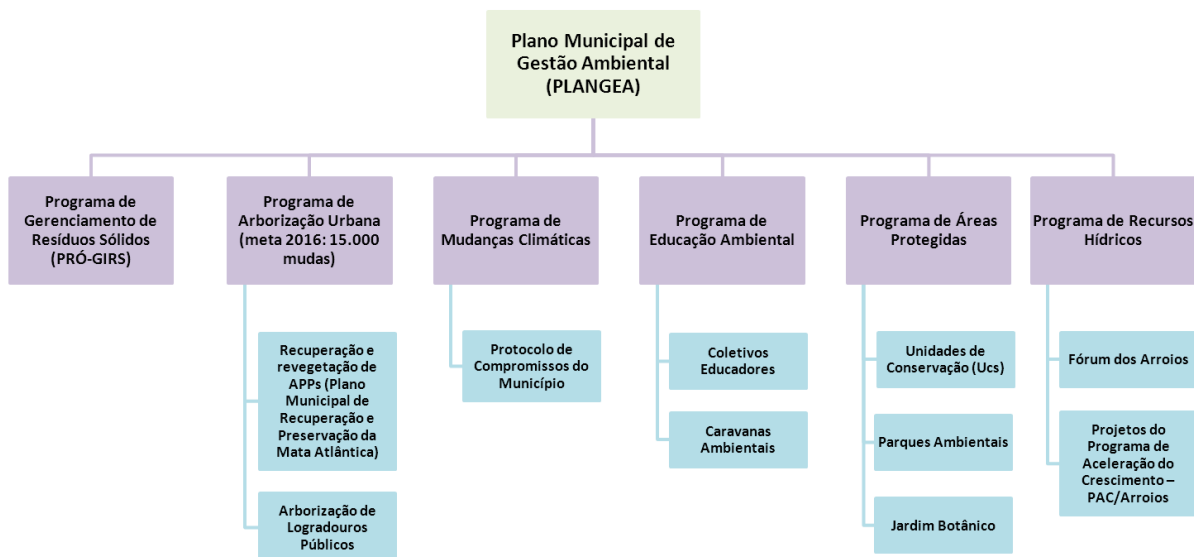 Plano Municipal de
Gestão Ambiental
(PLANGEA)
Programa de
Gerenciamento de
Resíduos Sólidos
(PRÓ-GIRS)
Programa de
Arborização Urbana
(meta 2016: 15.000
mudas)
Programa de
Mudanças Climáticas
Programa de
Educação Ambiental
Programa de Áreas
Protegidas
Programa de Recursos
Hídricos
Recuperação e
revegetação de
APPs (Plano
Municipal de
Recuperação e
Preservação da
Mata Atlântica)
Arborização de
Logradouros
Públicos
Protocolo de
Compromissos do
Município
Coletivos
Educadores
Caravanas
Ambientais
Unidades de
Conservação (Ucs)
Parques Ambientais
Jardim Botânico
Fórum dos Arroios
Projetos do
Programa de
Aceleração do
Crescimento –
PAC/Arroios